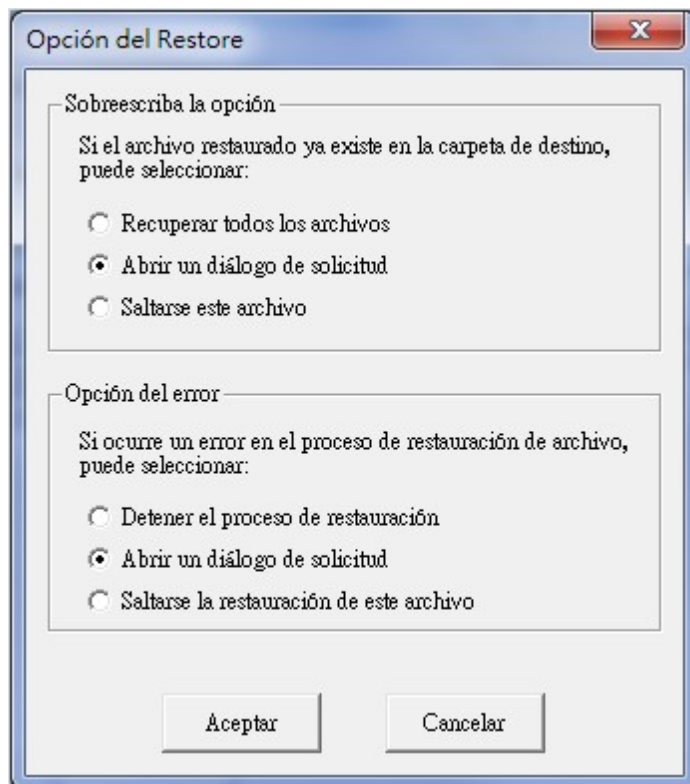 Opción del Restore
Sobreescriba la opción
Si el archivo restaurado ya existe en la carpeta de destino,
puede seleccionar:
Recuperar todos los archivos
Abrir un diálogo de solicitud
Saltarse este archivo
Opción del error
Si ocurre un error en el proceso de restauración de archivo,
puede seleccionar:
Detener el proceso de restauración
Abrir un diálogo de solicitud
Saltarse la restauración de este archivo
Aceptar
Cancelar